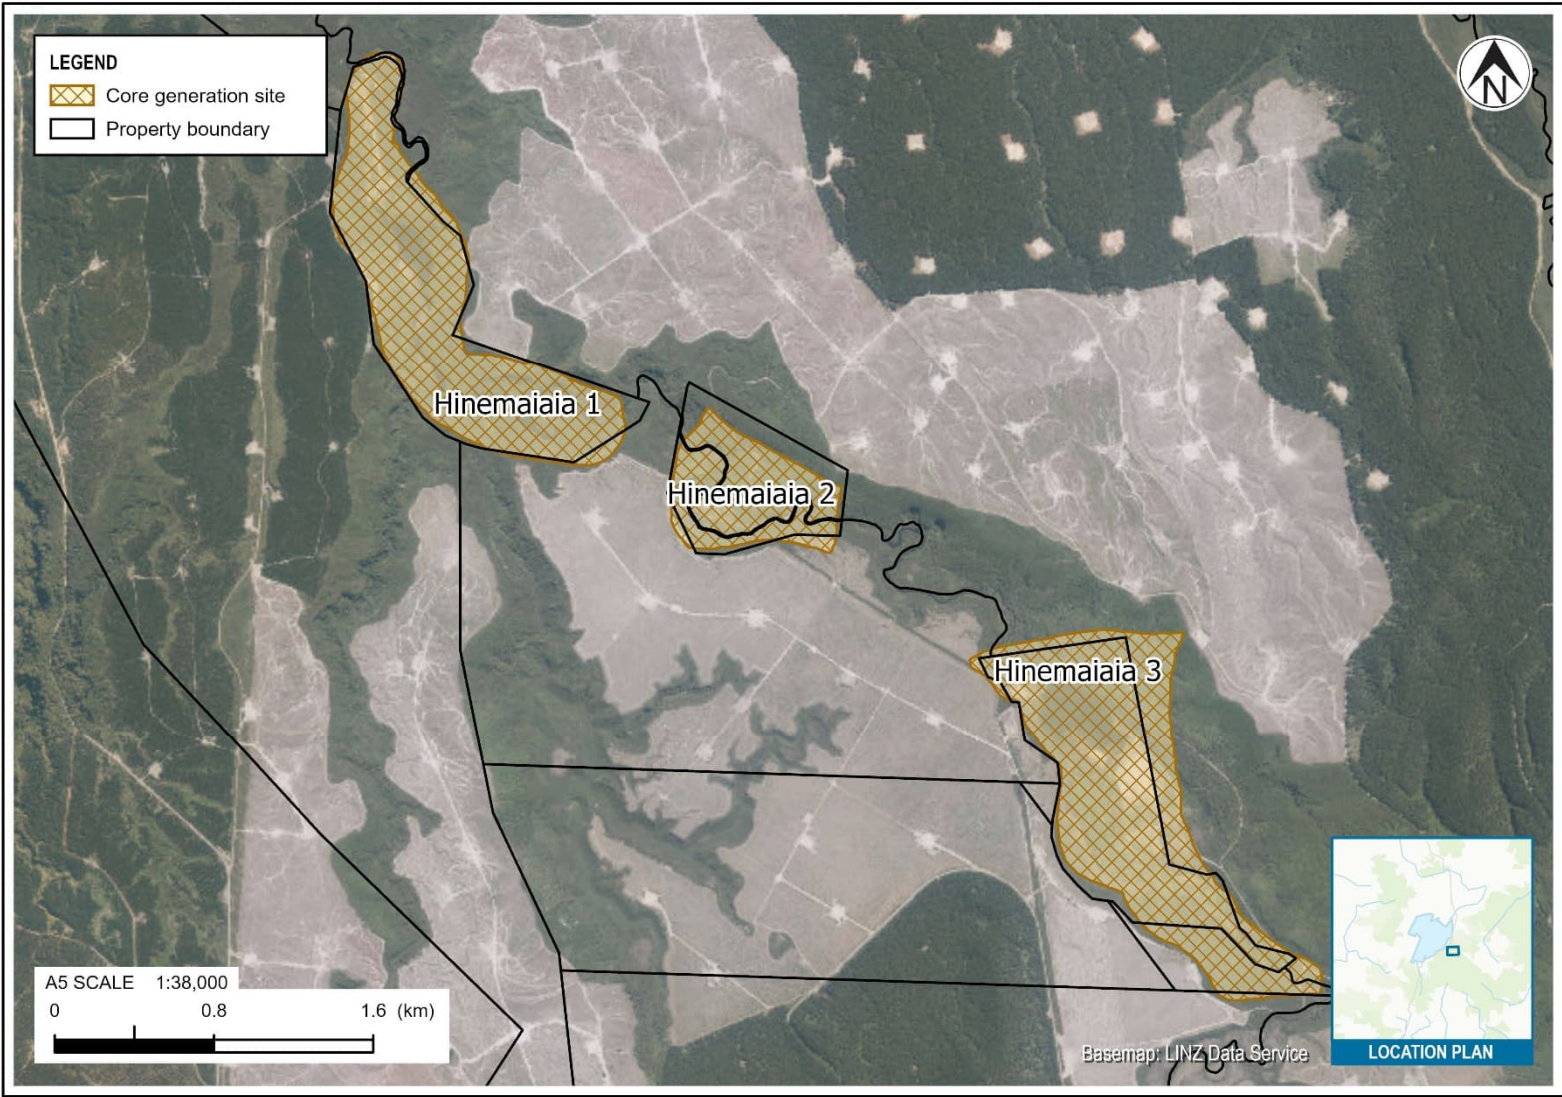 LEGEND
Core generation site
Property boundary
N
Hinemaiaia 1
Hinemaiaia 2
Hinemaiaia 3
A5 SCALE 1:38,000
0 0.8 1.6 (km)
Basemap: LINZ Data Service
LOCATION PLAN